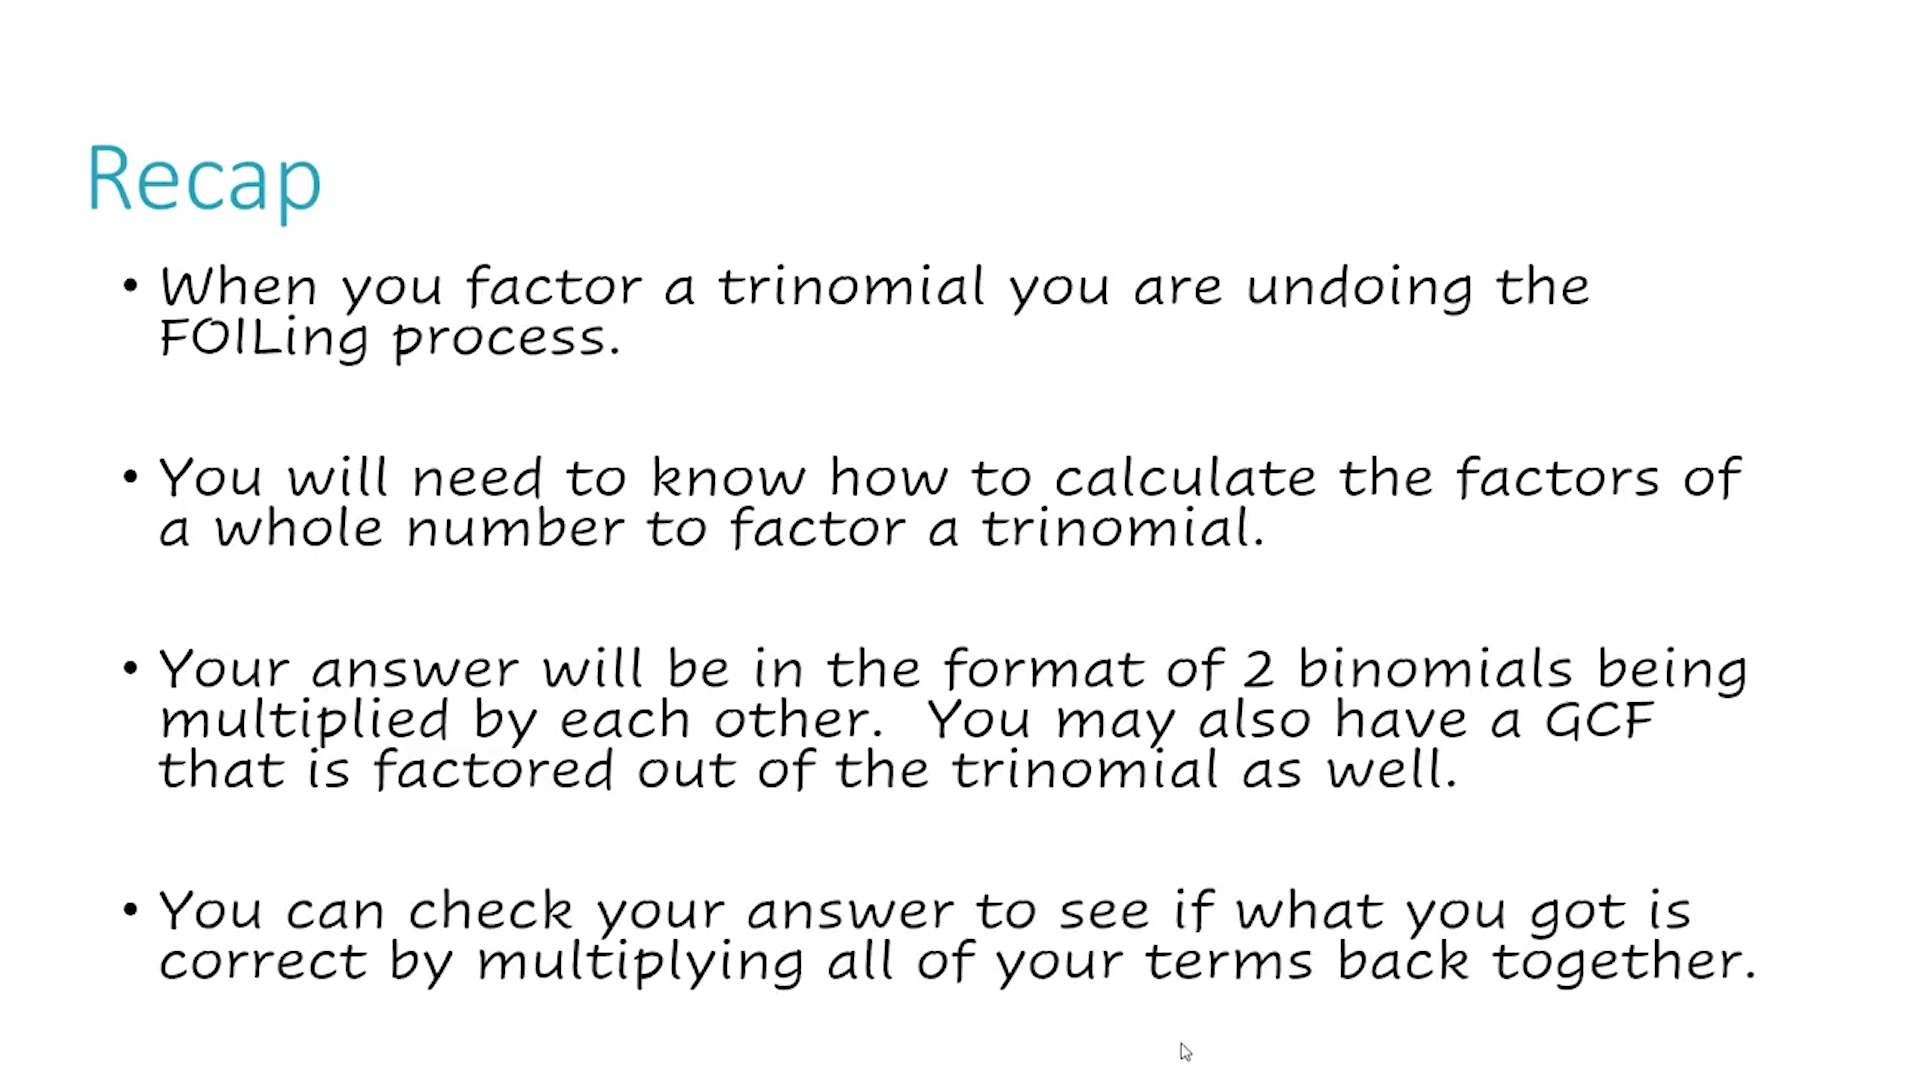 Recap
• When you factor a trinomial you are undoing the
FOILing process.
• You will need to know how to calculate the factors of
a whole number to factor a trinomial.
• Your answer will be in the format of 2 binomials being
multiplied by each other.  You may also have a GCF
that is factored out of the trinomial as well.
• You can check your answer to see if what you got is
correct by multiplying all of your terms back together.